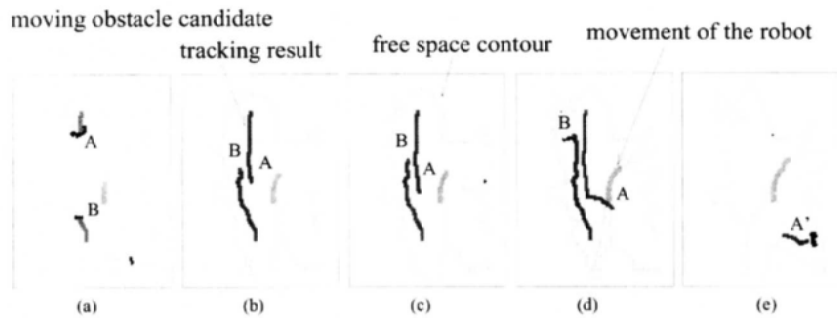 moving obstacle candidate
tracking result
free space contour
movement of the robot
A
B
B
A
B
A
B
A
A'
(a)
(b)
(c)
(d)
(e)